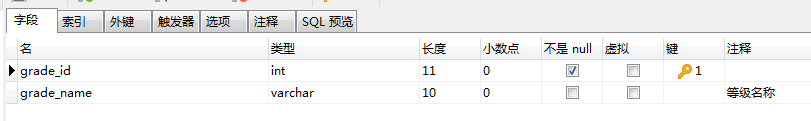 字段 索引 外键 触发器 选项 注释 SQL 预览
名 类型 长度 小数点 不是 null 虚拟 键 注释
grade_id int 11 0 1
grade_name varchar 10 0 等级名称